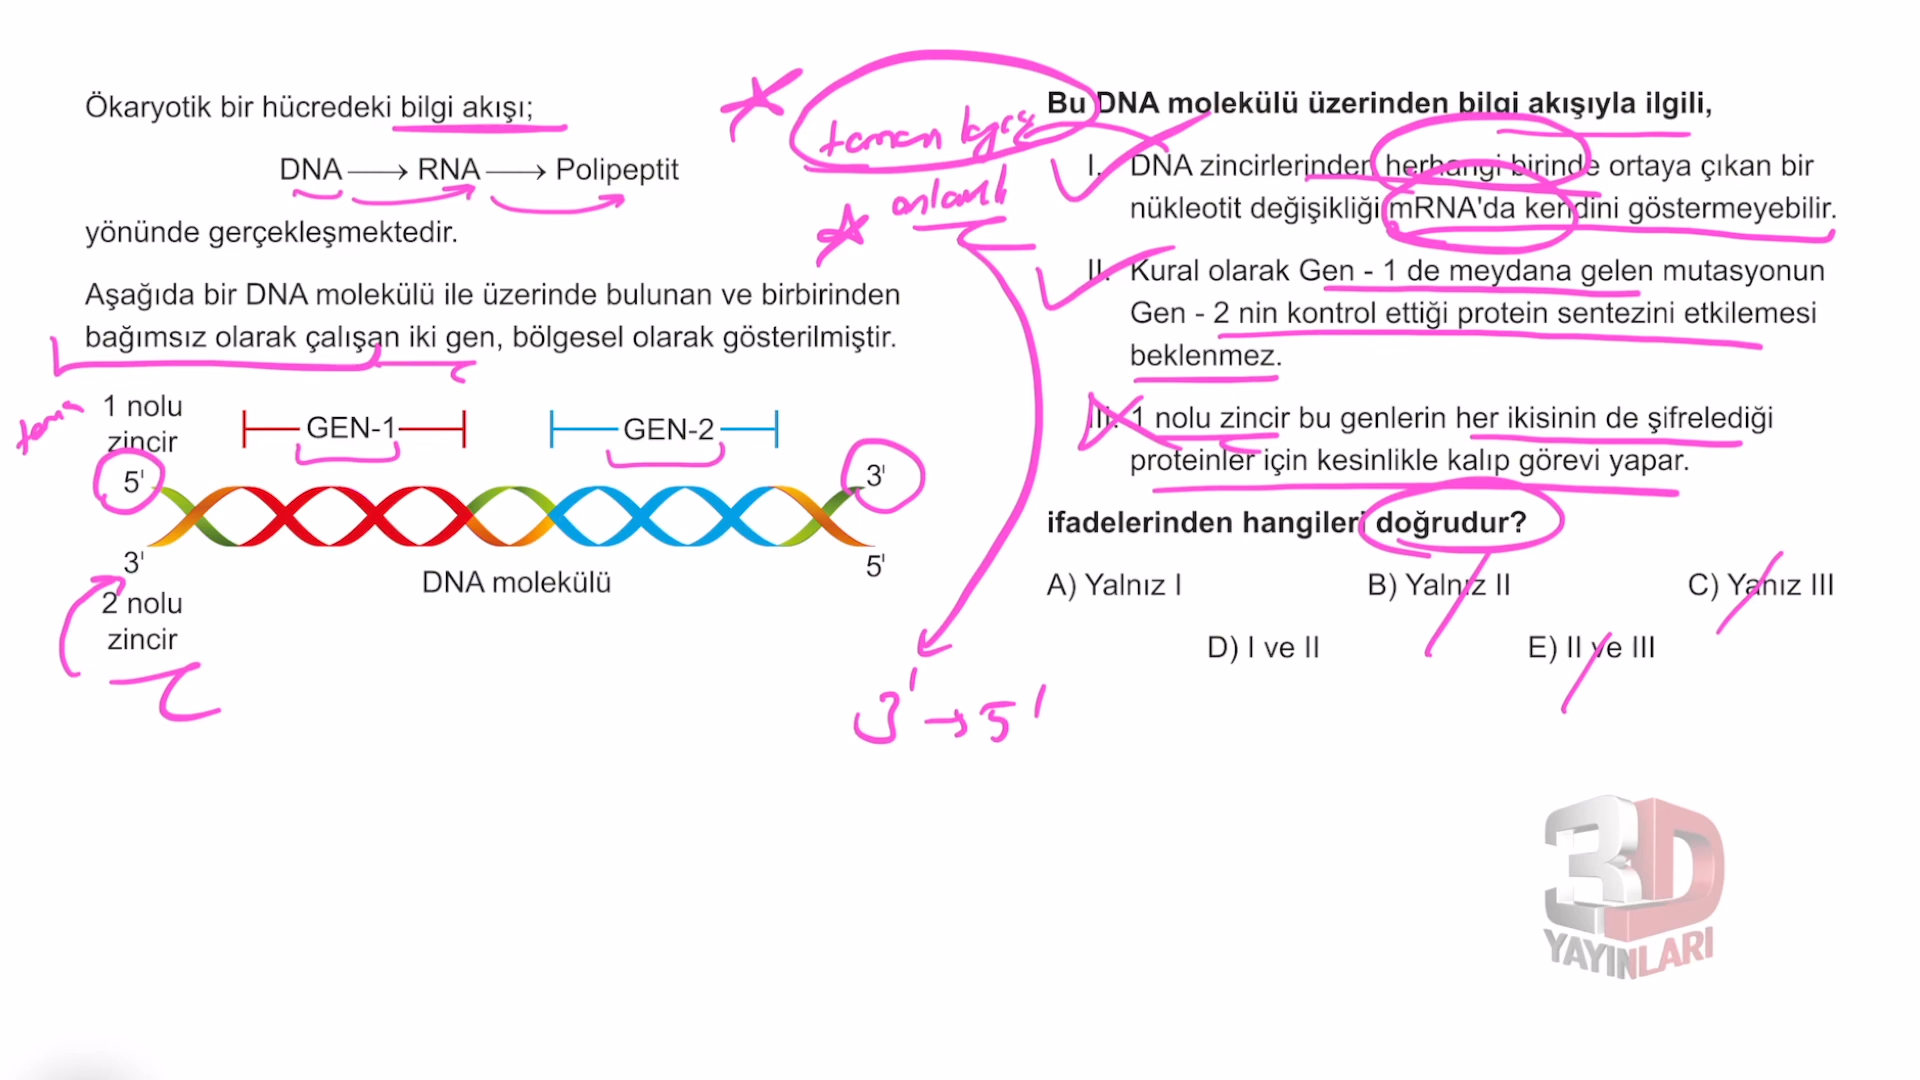 Ökaryotik bir hücredeki bilgi akışı;
DNA → RNA → Polipeptit
yönünde gerçekleşmektedir.
Aşağıda bir DNA molekülü ile üzerinde bulunan ve birbirinden
bağımsız olarak çalışan iki gen, bölgesel olarak gösterilmiştir.
1 nolu
zincir
GEN-1
GEN-2
5'
3'
3'
5'
DNA molekülü
2 nolu
zincir
anlamlı
3' → 5'
Bu DNA molekülü üzerinden bilgi akışıyla ilgili,
I. DNA zincirlerinden herhangi birinde ortaya çıkan bir
nükleotit değişikliği mRNA'da kendini göstermeyebilir.
II. Kural olarak Gen - 1 de meydana gelen mutasyonun
Gen - 2 nin kontrol ettiği protein sentezini etkilemesi
beklenmez.
III. 1 nolu zincir bu genlerin her ikisinin de şifrelediği
proteinler için kesinlikle kalıp görevi yapar.
ifadelerinden hangileri doğrudur?
A) Yalnız I
B) Yalnız II
C) Yanız III
D) I ve II
E) II ve III
3D
YAYINLARI